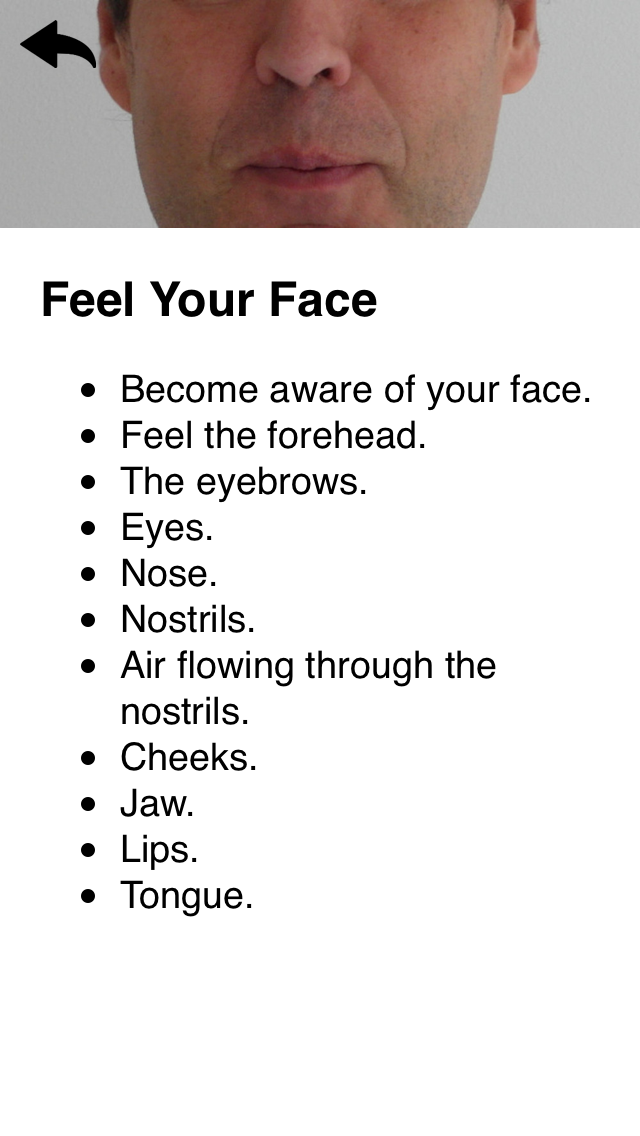 Feel Your Face
Become aware of your face.
Feel the forehead.
The eyebrows.
Eyes.
Nose.
Nostrils.
Air flowing through the
nostrils.
Cheeks.
Jaw.
Lips.
Tongue.